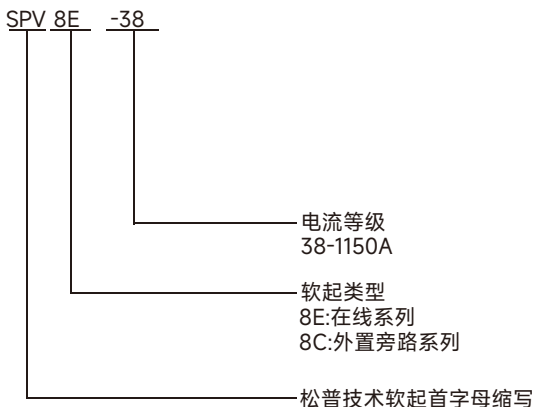 SPV 8E -38
电流等级
38-1150A
软起类型
8E:在线系列
8C:外置旁路系列
松普技术软起首字母缩写